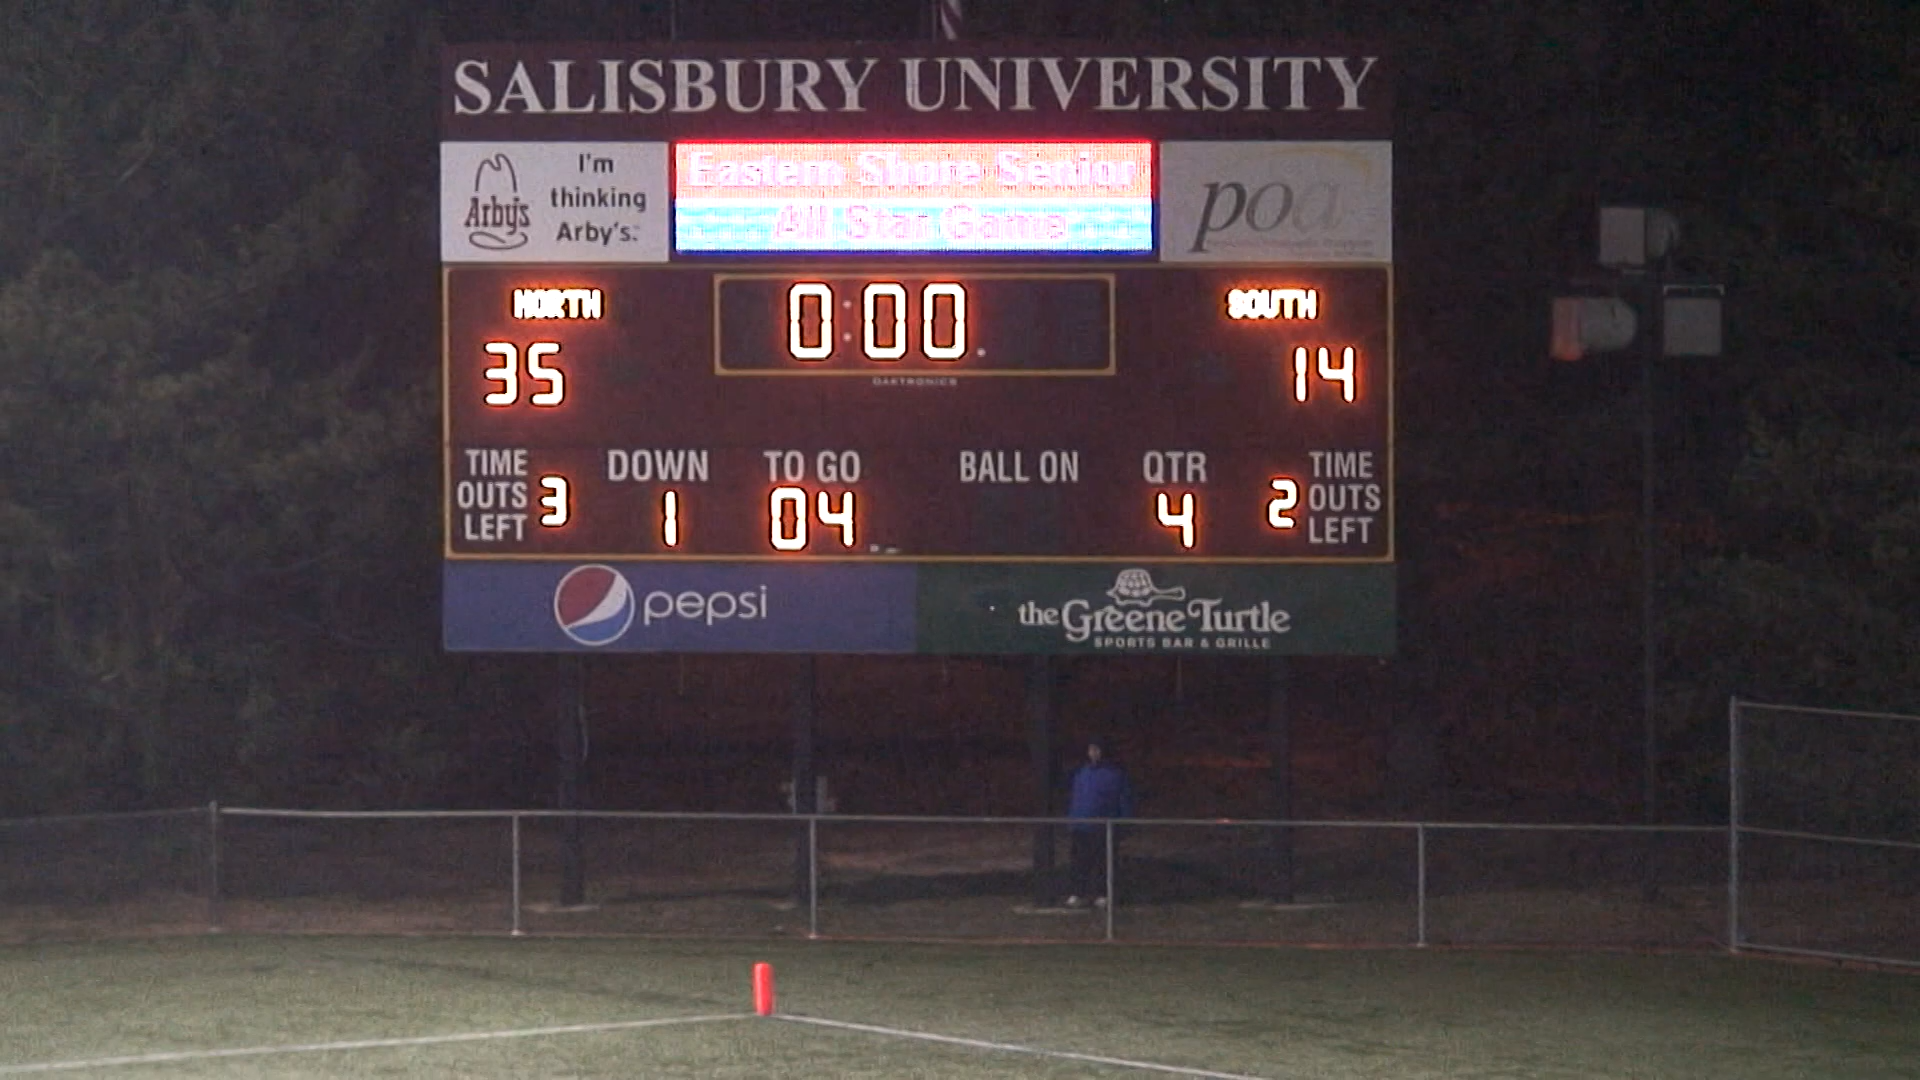 SALISBURY UNIVERSITY
Arby's
I'm
thinking
Arby's.
Eastern Shore Senior
All Star Game
poa
NORTH
0:00
SOUTH
35
14
DAKTRONICS
TIME
OUTS
LEFT
3
DOWN
1
TO GO
04
BALL ON
QTR
4
2
TIME
OUTS
LEFT
pepsi
the Greene Turtle
SPORTS BAR & GRILLE